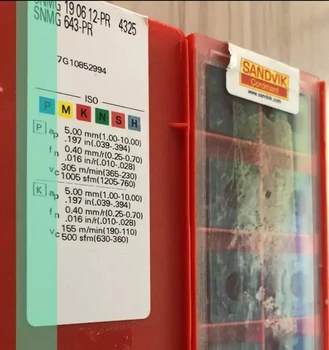 SNMG 19 06 12-PR 4325
SNMG 643-PR
7G10852994
ISO
P M K N S H
P ap 5.00 mm(1.00-10.00)
.197 in(.039-.394)
fn 0.40 mm/r(0.25-0.70)
.016 in/r(.010-.028)
vc 305 m/min(365-230)
1005 sfm(1205-760)
K ap 5.00 mm(1.00-10.00)
.197 in(.039-.394)
fn 0.40 mm/r(0.25-0.70)
.016 in/r(.010-.028)
vc 155 m/min(190-110)
500 sfm(630-360)
SANDVIK
Coromant
www.sandvik.com